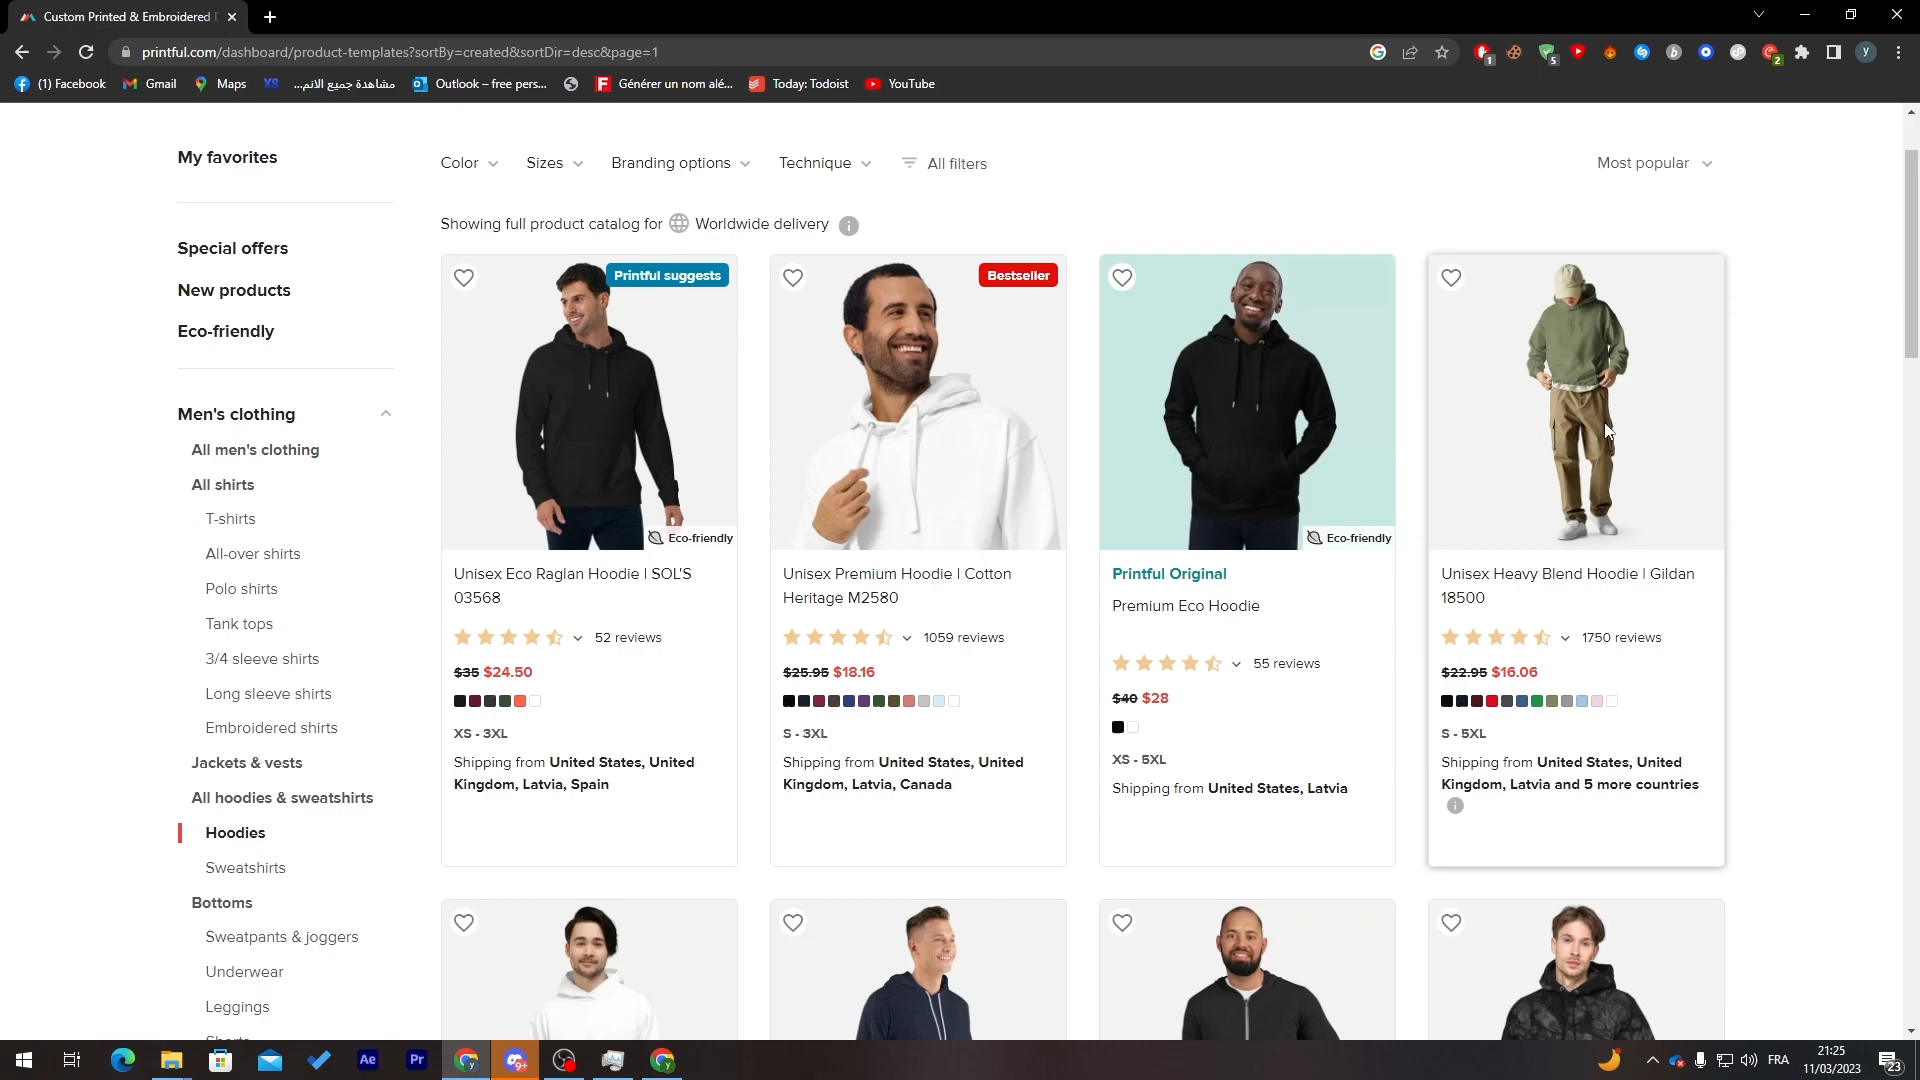 Custom Printed & Embroidered
printful.com/dashboard/product-templates?sortBy=created&sortDir=desc&page=1
1
5
2
y
(1) Facebook
Gmail
Maps
XS
مشاهدة جميع الانم...
Outlook – free pers...
Générer un nom alé...
Today: Todoist
YouTube
My favorites
Color
Sizes
Branding options
Technique
All filters
Most popular
Showing full product catalog for Worldwide delivery
Special offers
New products
Eco-friendly
Men's clothing
All men's clothing
All shirts
T-shirts
All-over shirts
Polo shirts
Tank tops
3/4 sleeve shirts
Long sleeve shirts
Embroidered shirts
Jackets & vests
All hoodies & sweatshirts
Hoodies
Sweatshirts
Bottoms
Sweatpants & joggers
Underwear
Leggings
Printful suggests
Eco-friendly
Unisex Eco Raglan Hoodie | SOL'S
03568
52 reviews
$35 $24.50
XS - 3XL
Shipping from United States, United
Kingdom, Latvia, Spain
Bestseller
Unisex Premium Hoodie | Cotton
Heritage M2580
1059 reviews
$25.95 $18.16
S - 3XL
Shipping from United States, United
Kingdom, Latvia, Canada
Eco-friendly
Printful Original
Premium Eco Hoodie
55 reviews
$40 $28
XS - 5XL
Shipping from United States, Latvia
Unisex Heavy Blend Hoodie | Gildan
18500
1750 reviews
$22.95 $16.06
S - 5XL
Shipping from United States, United
Kingdom, Latvia and 5 more countries
Ae
Pr
9+
FRA
21:25
11/03/2023
23